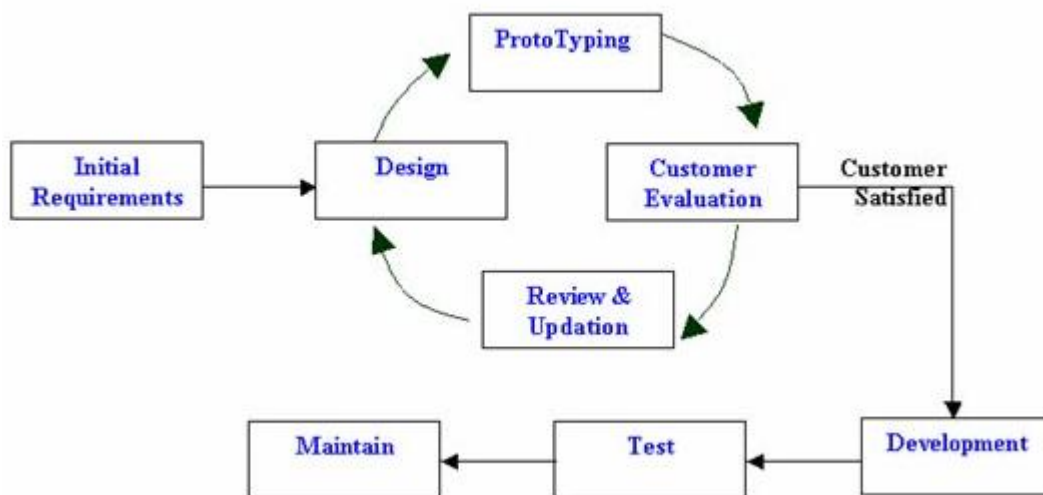 ProtoTyping
Initial
Requirements
Design
Customer
Evaluation
Customer
Satisfied
Review &
Updation
Maintain
Test
Development